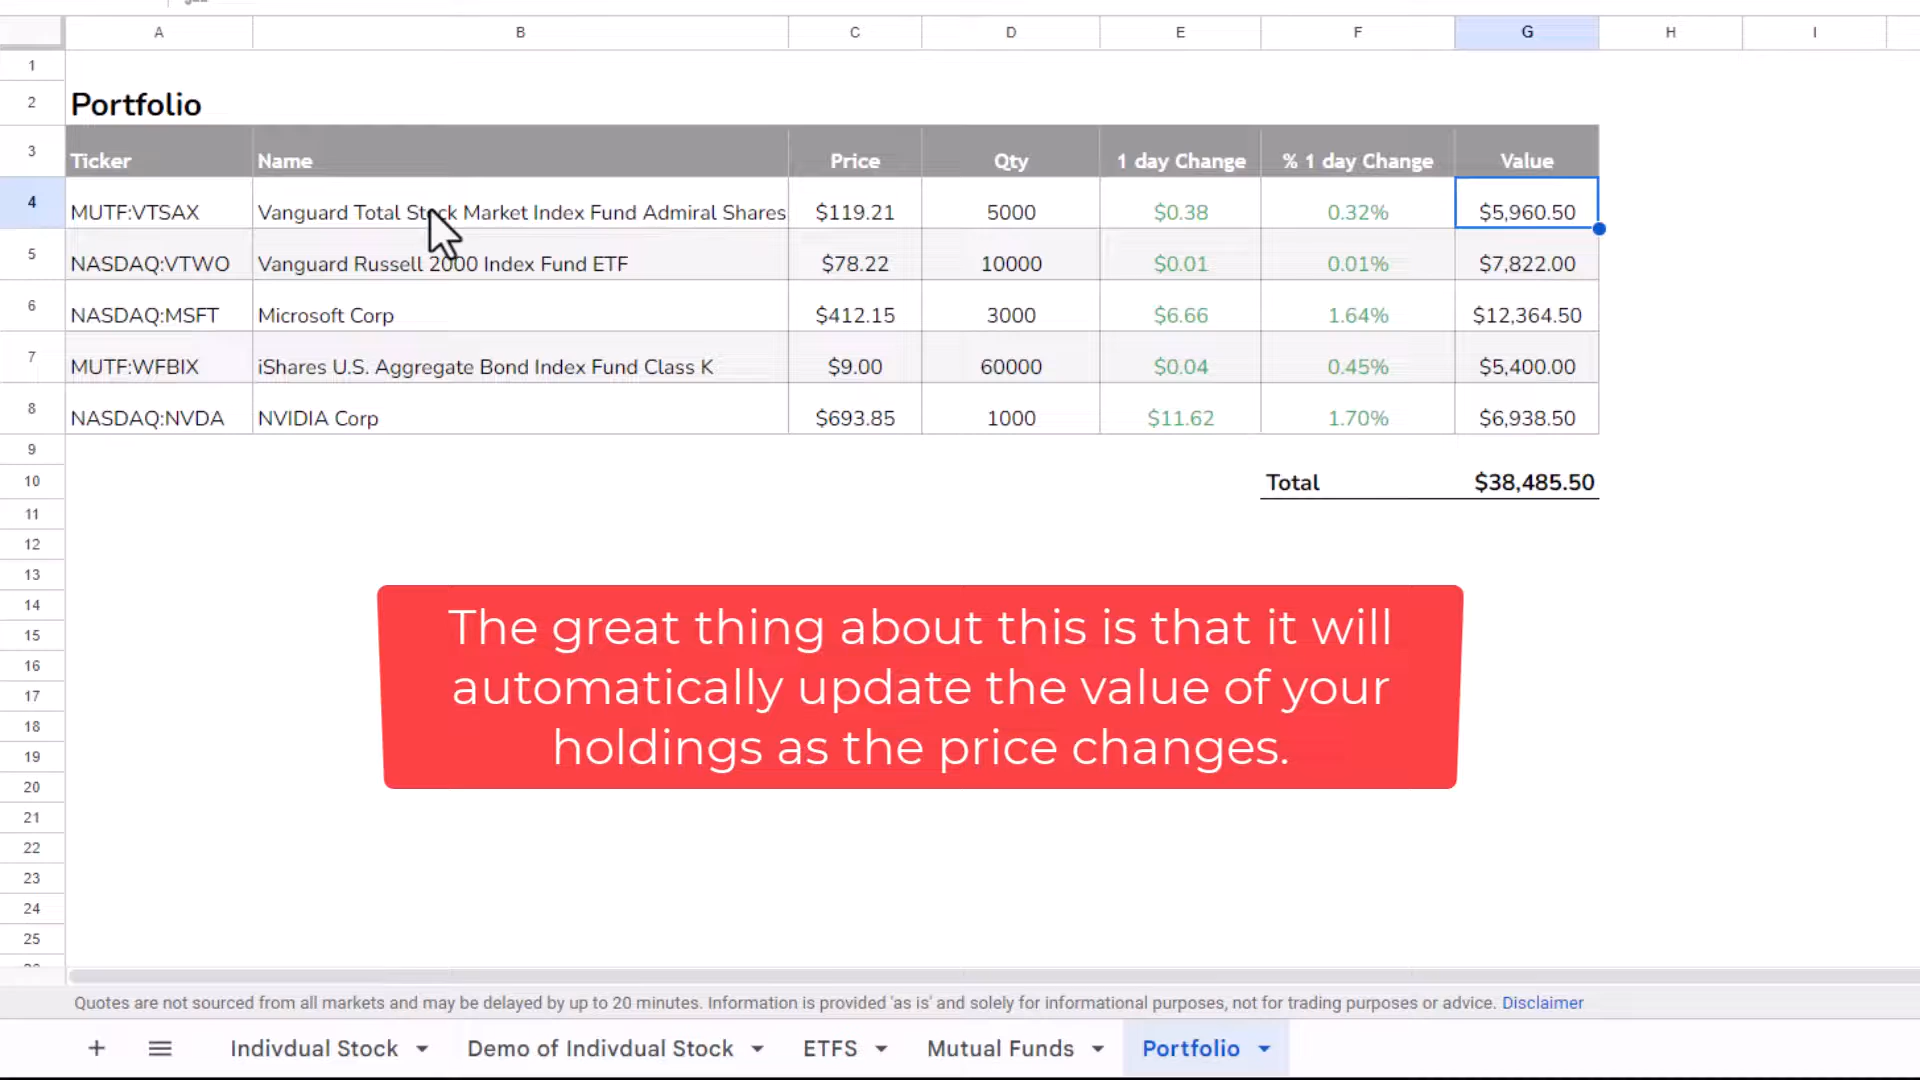 A B C D E F G H I
1
2 Portfolio
3 Ticker Name Price Qty 1 day Change % 1 day Change Value
4 MUTF:VTSAX Vanguard Total Stock Market Index Fund Admiral Shares $119.21 5000 $0.38 0.32% $5,960.50
5 NASDAQ:VTWO Vanguard Russell 2000 Index Fund ETF $78.22 10000 $0.01 0.01% $7,822.00
6 NASDAQ:MSFT Microsoft Corp $412.15 3000 $6.66 1.64% $12,364.50
7 MUTF:WFBIX iShares U.S. Aggregate Bond Index Fund Class K $9.00 60000 $0.04 0.45% $5,400.00
8 NASDAQ:NVDA NVIDIA Corp $693.85 1000 $11.62 1.70% $6,938.50
9
10 Total $38,485.50
11
12
13
14
15
16
17
18
19
20
21
22
23
24
25
The great thing about this is that it will
automatically update the value of your
holdings as the price changes.
Quotes are not sourced from all markets and may be delayed by up to 20 minutes. Information is provided 'as is' and solely for informational purposes, not for trading purposes or advice. Disclaimer
+ Indivdual Stock Demo of Indivdual Stock ETFS Mutual Funds Portfolio